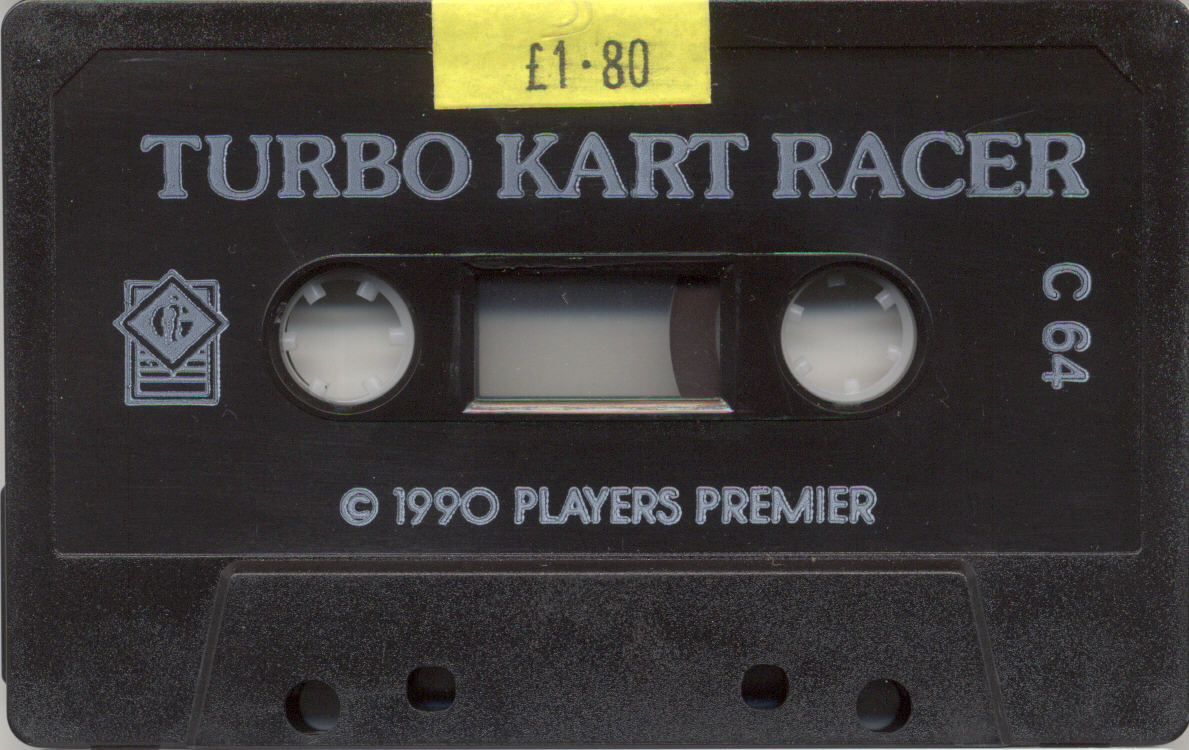 £1·80
TURBO KART RACER
C 64
© 1990 PLAYERS PREMIER